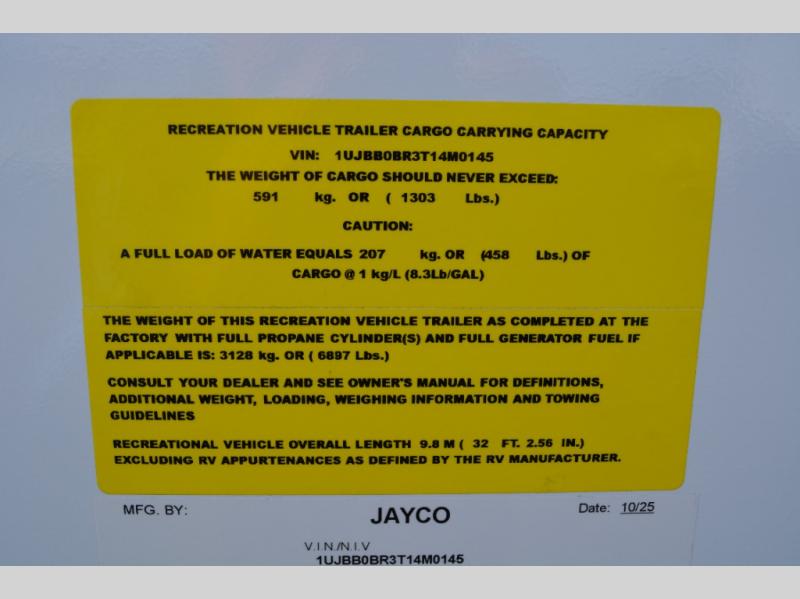 RECREATION VEHICLE TRAILER CARGO CARRYING CAPACITY
VIN: 1UJBB0BR3T14M0145
THE WEIGHT OF CARGO SHOULD NEVER EXCEED:
591 kg. OR ( 1303 Lbs.)
CAUTION:
A FULL LOAD OF WATER EQUALS 207 kg. OR (458 Lbs.) OF
CARGO @ 1 kg/L (8.3Lb/GAL)
THE WEIGHT OF THIS RECREATION VEHICLE TRAILER AS COMPLETED AT THE
FACTORY WITH FULL PROPANE CYLINDER(S) AND FULL GENERATOR FUEL IF
APPLICABLE IS: 3128 kg. OR ( 6897 Lbs.)
CONSULT YOUR DEALER AND SEE OWNER'S MANUAL FOR DEFINITIONS,
ADDITIONAL WEIGHT, LOADING, WEIGHING INFORMATION AND TOWING
GUIDELINES
RECREATIONAL VEHICLE OVERALL LENGTH 9.8 M ( 32 FT. 2.56 IN.)
EXCLUDING RV APPURTENANCES AS DEFINED BY THE RV MANUFACTURER.
MFG. BY: JAYCO Date: 10/25
V.I.N./N.I.V
1UJBB0BR3T14M0145